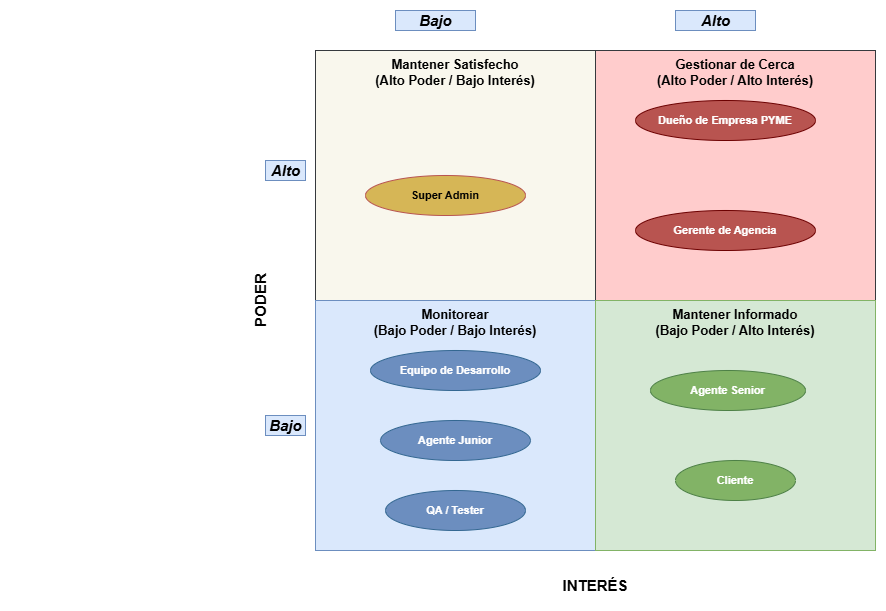 Bajo
Alto
Mantener Satisfecho
(Alto Poder / Bajo Interés)
Gestionar de Cerca
(Alto Poder / Alto Interés)
Dueño de Empresa PYME
Alto
Super Admin
Gerente de Agencia
PODER
Monitorear
(Bajo Poder / Bajo Interés)
Mantener Informado
(Bajo Poder / Alto Interés)
Equipo de Desarrollo
Agente Senior
Bajo
Agente Junior
Cliente
QA / Tester
INTERÉS